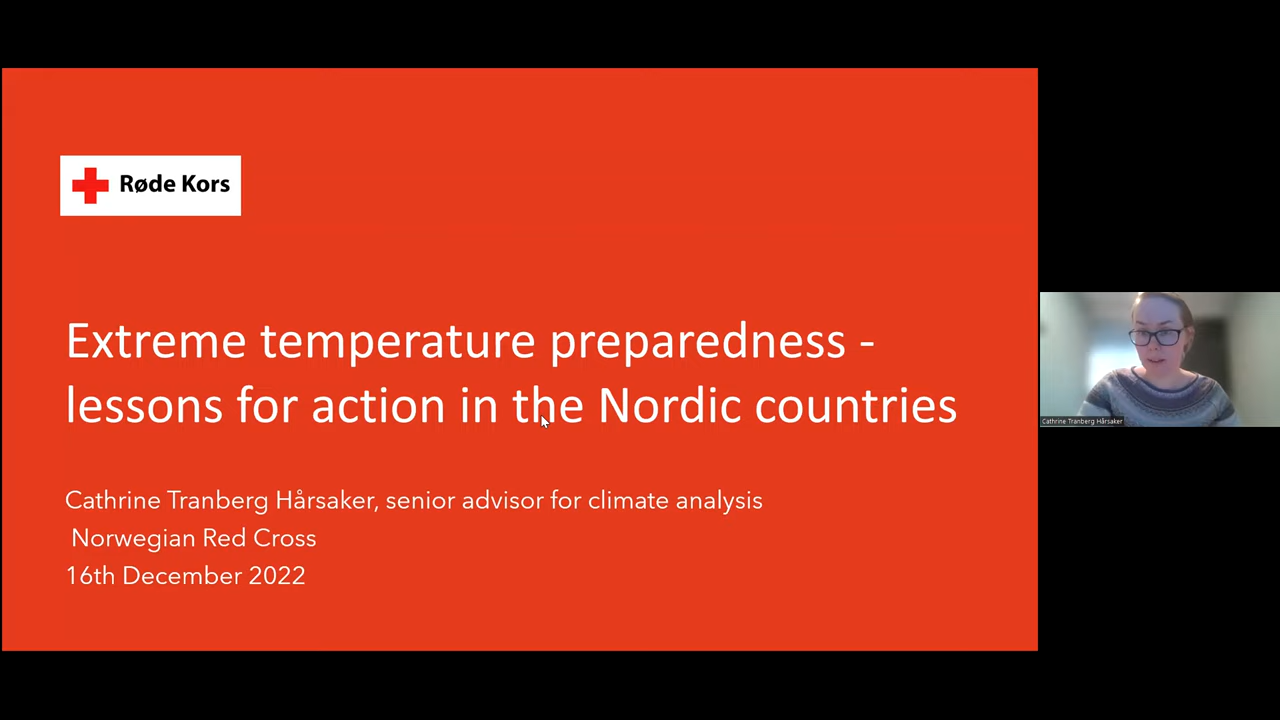 Røde Kors
Extreme temperature preparedness -
lessons for action in the Nordic countries
Cathrine Tranberg Hårsaker, senior advisor for climate analysis
Norwegian Red Cross
16th December 2022
Cathrine Tranberg Hårsaker